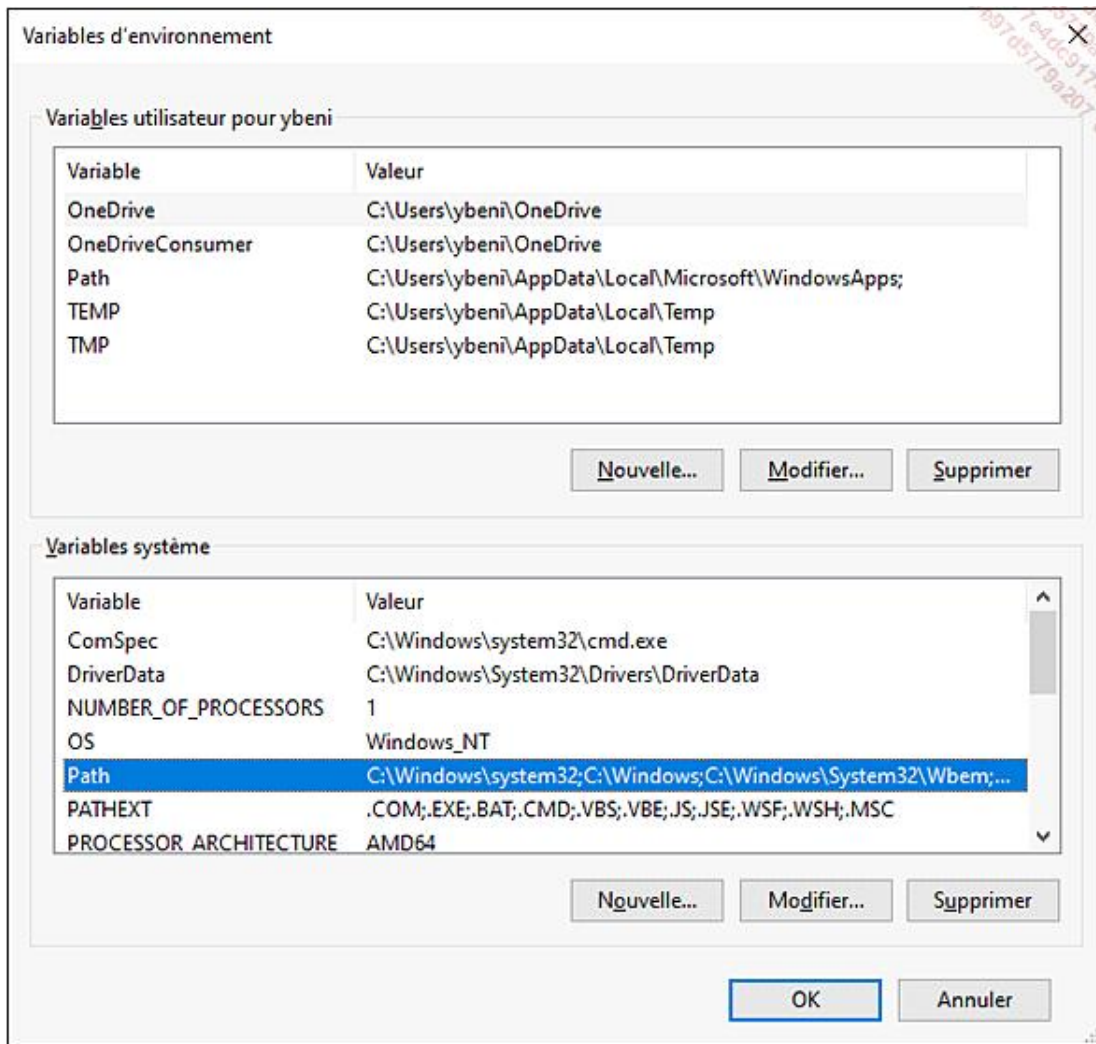 Variables d'environnement
Variables utilisateur pour ybeni
Variable Valeur
OneDrive C:\Users\ybeni\OneDrive
OneDriveConsumer C:\Users\ybeni\OneDrive
Path C:\Users\ybeni\AppData\Local\Microsoft\WindowsApps;
TEMP C:\Users\ybeni\AppData\Local\Temp
TMP C:\Users\ybeni\AppData\Local\Temp
Nouvelle... Modifier... Supprimer
Variables système
Variable Valeur
ComSpec C:\Windows\system32\cmd.exe
DriverData C:\Windows\System32\Drivers\DriverData
NUMBER_OF_PROCESSORS 1
OS Windows_NT
Path C:\Windows\system32;C:\Windows;C:\Windows\System32\Wbem;...
PATHEXT .COM;.EXE;.BAT;.CMD;.VBS;.VBE;.JS;.JSE;.WSF;.WSH;.MSC
PROCESSOR_ARCHITECTURE AMD64
Nouvelle... Modifier... Supprimer
OK Annuler